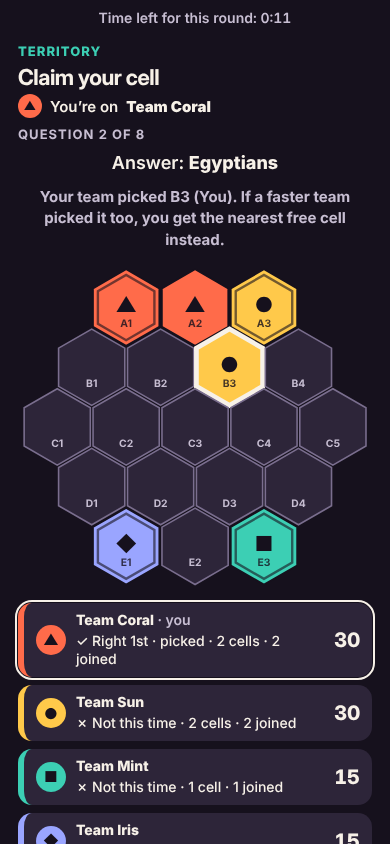 Time left for this round: 0:11
TERRITORY
Claim your cell
You're on Team Coral
QUESTION 2 OF 8
Answer: Egyptians
Your team picked B3 (You). If a faster team
picked it too, you get the nearest free cell
instead.
A1
A2
A3
B1
B2
B3
B4
C1
C2
C3
C4
C5
D1
D2
D3
D4
E1
E2
E3
Team Coral · you
✓ Right 1st · picked · 2 cells · 2
joined
30
Team Sun
× Not this time · 2 cells · 2 joined
30
Team Mint
× Not this time · 1 cell · 1 joined
15
Team Iris
15